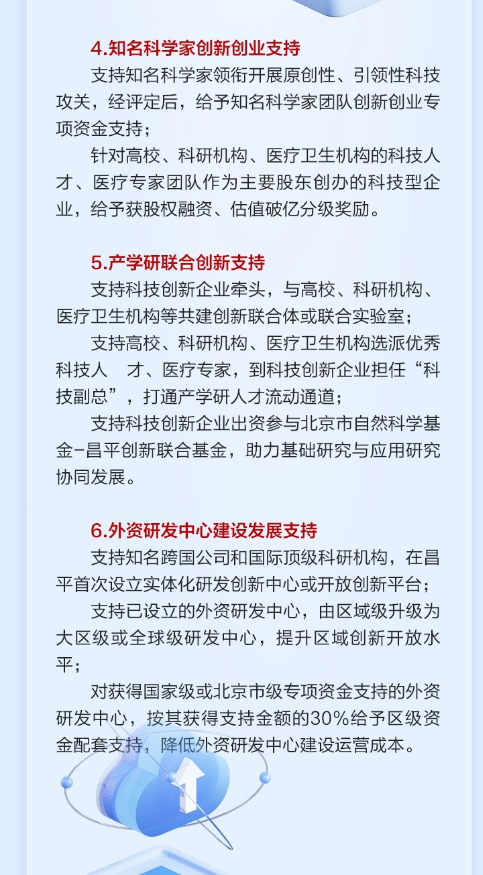 4.知名科学家创新创业支持
支持知名科学家领衔开展原创性、引领性科技
攻关，经评定后，给予知名科学家团队创新创业专
项资金支持；
针对高校、科研机构、医疗卫生机构的科技人
才、医疗专家团队作为主要股东创办的科技型企
业，给予获股权融资、估值破亿分级奖励。
5.产学研联合创新支持
支持科技创新企业牵头，与高校、科研机构、
医疗卫生机构等共建创新联合体或联合实验室；
支持高校、科研机构、医疗卫生机构选派优秀
科技人　才、医疗专家，到科技创新企业担任“科
技副总”，打通产学研人才流动通道；
支持科技创新企业出资参与北京市自然科学基
金–昌平创新联合基金，助力基础研究与应用研究
协同发展。
6.外资研发中心建设发展支持
支持知名跨国公司和国际顶级科研机构，在昌
平首次设立实体化研发创新中心或开放创新平台；
支持已设立的外资研发中心，由区域级升级为
大区级或全球级研发中心，提升区域创新开放水
平；
对获得国家级或北京市级专项资金支持的外资
研发中心，按其获得支持金额的30%给予区级资
金配套支持，降低外资研发中心建设运营成本。